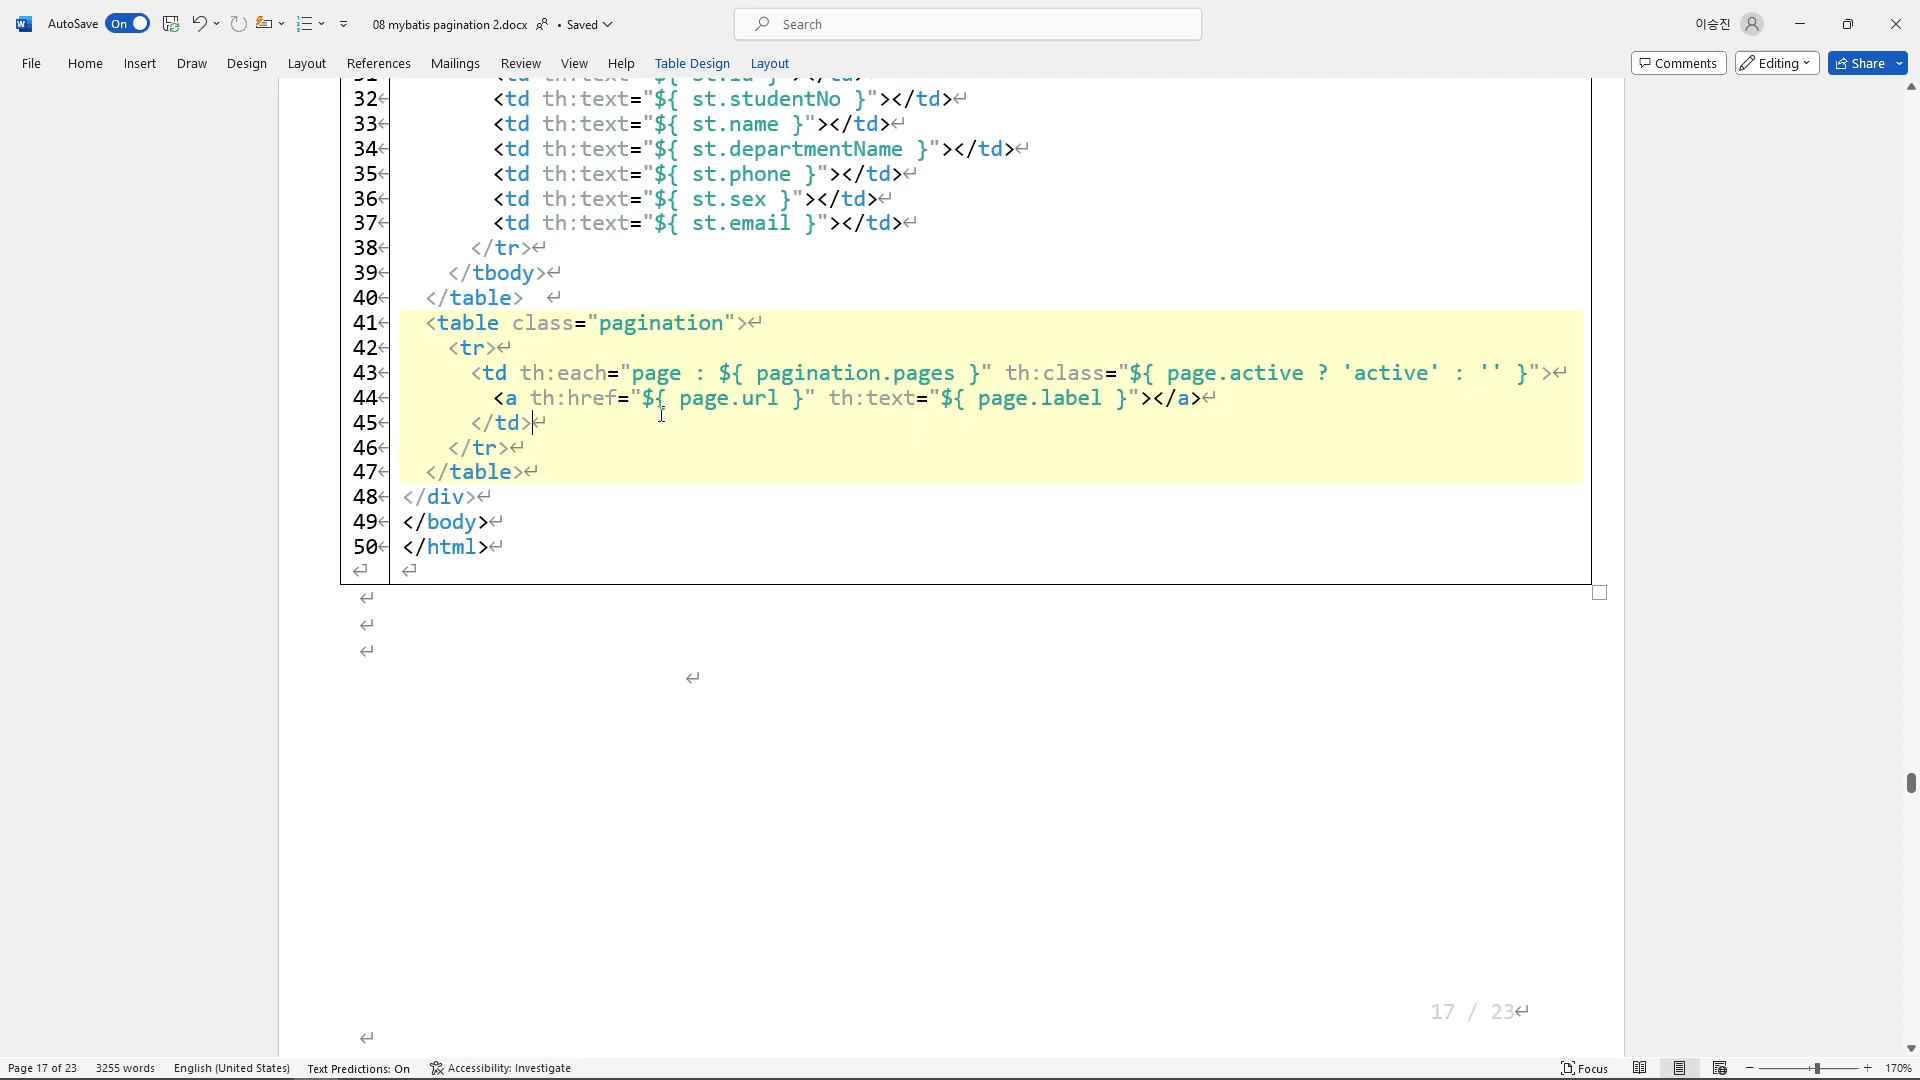 AutoSave On 08 mybatis pagination 2.docx • Saved Search 이승진
File Home Insert Draw Design Layout References Mailings Review View Help Table Design Layout Comments Editing Share
31 <td th:text="${ st.id }"></td>
32 <td th:text="${ st.studentNo }"></td>
33 <td th:text="${ st.name }"></td>
34 <td th:text="${ st.departmentName }"></td>
35 <td th:text="${ st.phone }"></td>
36 <td th:text="${ st.sex }"></td>
37 <td th:text="${ st.email }"></td>
38 </tr>
39 </tbody>
40 </table>
41 <table class="pagination">
42 <tr>
43 <td th:each="page : ${ pagination.pages }" th:class="${ page.active ? 'active' : '' }">
44 <a th:href="${ page.url }" th:text="${ page.label }"></a>
45 </td>
46 </tr>
47 </table>
48 </div>
49 </body>
50 </html>
17 / 23
Page 17 of 23 3255 words English (United States) Text Predictions: On Accessibility: Investigate Focus 170%